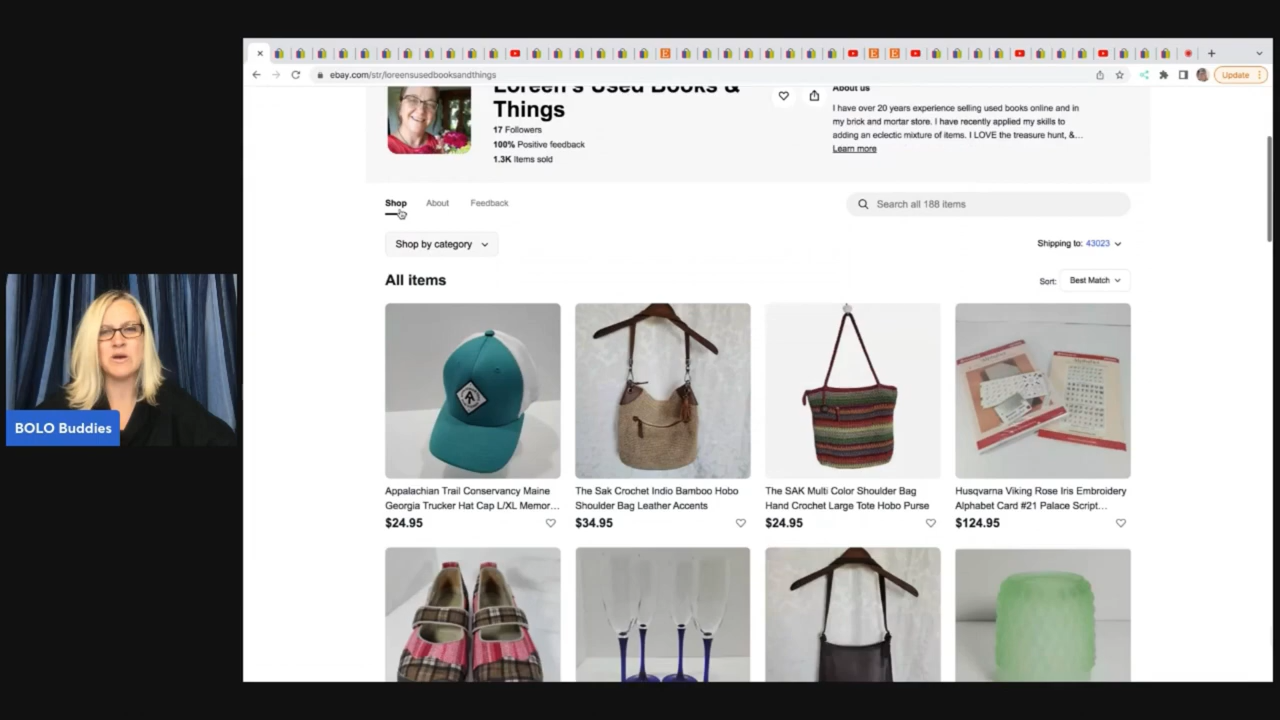 Update
ebay.com/str/loreensusedbooksandthings
Loreen's Used Books &
Things
17 Followers
100% Positive feedback
1.3K Items sold
About us
I have over 20 years experience selling used books online and in
my brick and mortar store. I have recently applied my skills to
adding an eclectic mixture of items. I LOVE the treasure hunt, &...
Learn more
Shop
About
Feedback
Search all 188 items
Shop by category
Shipping to: 43023
All items
Sort: Best Match
Appalachian Trail Conservancy Maine
Georgia Trucker Hat Cap L/XL Memor...
$24.95
The Sak Crochet Indio Bamboo Hobo
Shoulder Bag Leather Accents
$34.95
The SAK Multi Color Shoulder Bag
Hand Crochet Large Tote Hobo Purse
$24.95
Husqvarna Viking Rose Iris Embroidery
Alphabet Card #21 Palace Script...
$124.95
BOLO Buddies